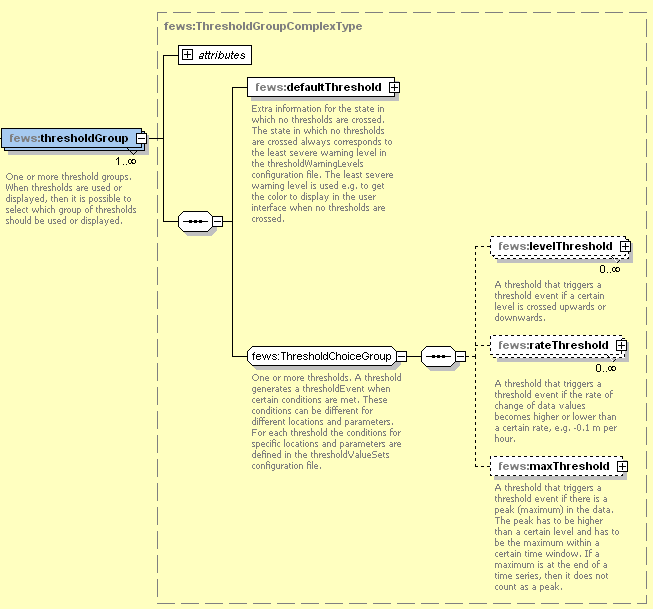 fews:ThresholdGroupComplexType
attributes
fews:defaultThreshold
Extra information for the state in
which no thresholds are crossed.
The state in which no thresholds
are crossed always corresponds to
the least severe warning level in
the thresholdWarningLevels
configuration file. The least severe
warning level is used e.g. to get
the color to display in the user
interface when no thresholds are
crossed.
fews:thresholdGroup
1..∞
One or more threshold groups.
When thresholds are used or
displayed, then it is possible to
select which group of thresholds
should be used or displayed.
fews:ThresholdChoiceGroup
One or more thresholds. A threshold
generates a thresholdEvent when
certain conditions are met. These
conditions can be different for
different locations and parameters.
For each threshold the conditions for
specific locations and parameters are
defined in the thresholdValueSets
configuration file.
fews:levelThreshold
0..∞
A threshold that triggers a
threshold event if a certain
level is crossed upwards or
downwards.
fews:rateThreshold
0..∞
A threshold that triggers a
threshold event if the rate of
change of data values
becomes higher or lower than
a certain rate, e.g. -0.1 m per
hour.
fews:maxThreshold
A threshold that triggers a
threshold event if there is a
peak (maximum) in the data.
The peak has to be higher
than a certain level and has to
be the maximum within a
certain time window. If a
maximum is at the end of a
time series, then it does not
count as a peak.